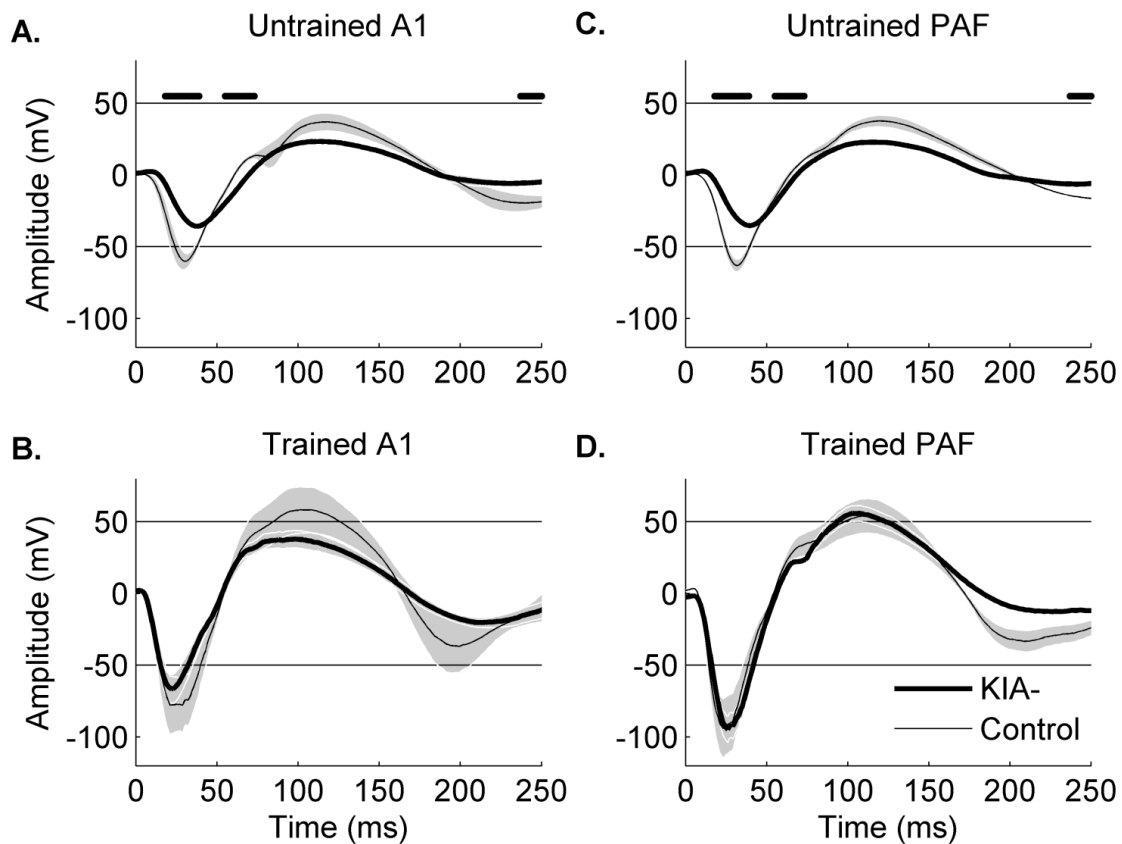 A.
Untrained A1
Amplitude (mV)
50
0
-50
-100
0 50 100 150 200 250
C.
Untrained PAF
50
0
-50
-100
0 50 100 150 200 250
B.
Trained A1
Amplitude (mV)
50
0
-50
-100
0 50 100 150 200 250
Time (ms)
D.
Trained PAF
50
0
-50
-100
KIA-
Control
0 50 100 150 200 250
Time (ms)